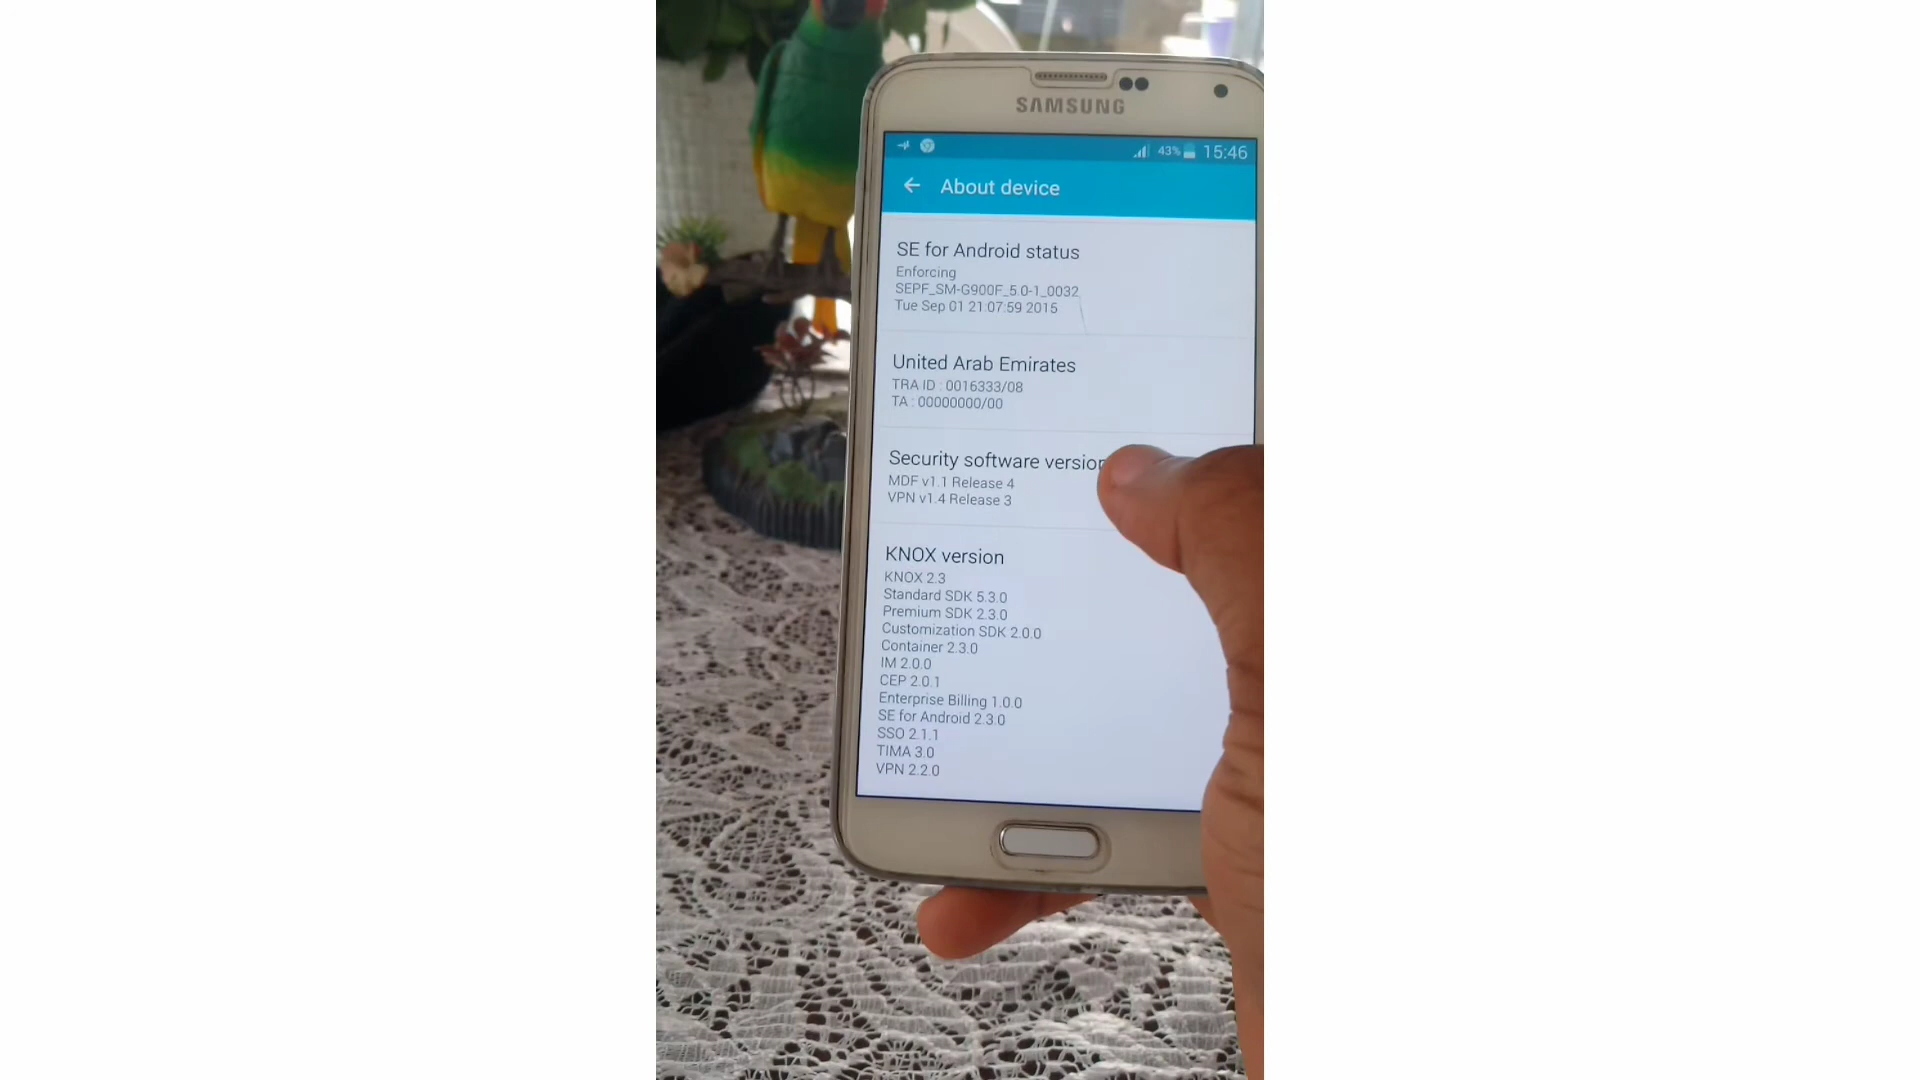 SAMSUNG
43% 15:46
About device
SE for Android status
Enforcing
SEPF_SM-G900F_5.0-1_0032
Tue Sep 01 21:07:59 2015
United Arab Emirates
TRA ID : 0016333/08
TA : 00000000/00
Security software version
MDF v1.1 Release 4
VPN v1.4 Release 3
KNOX version
KNOX 2.3
Standard SDK 5.3.0
Premium SDK 2.3.0
Customization SDK 2.0.0
Container 2.3.0
IM 2.0.0
CEP 2.0.1
Enterprise Billing 1.0.0
SE for Android 2.3.0
SSO 2.1.1
TIMA 3.0
VPN 2.2.0